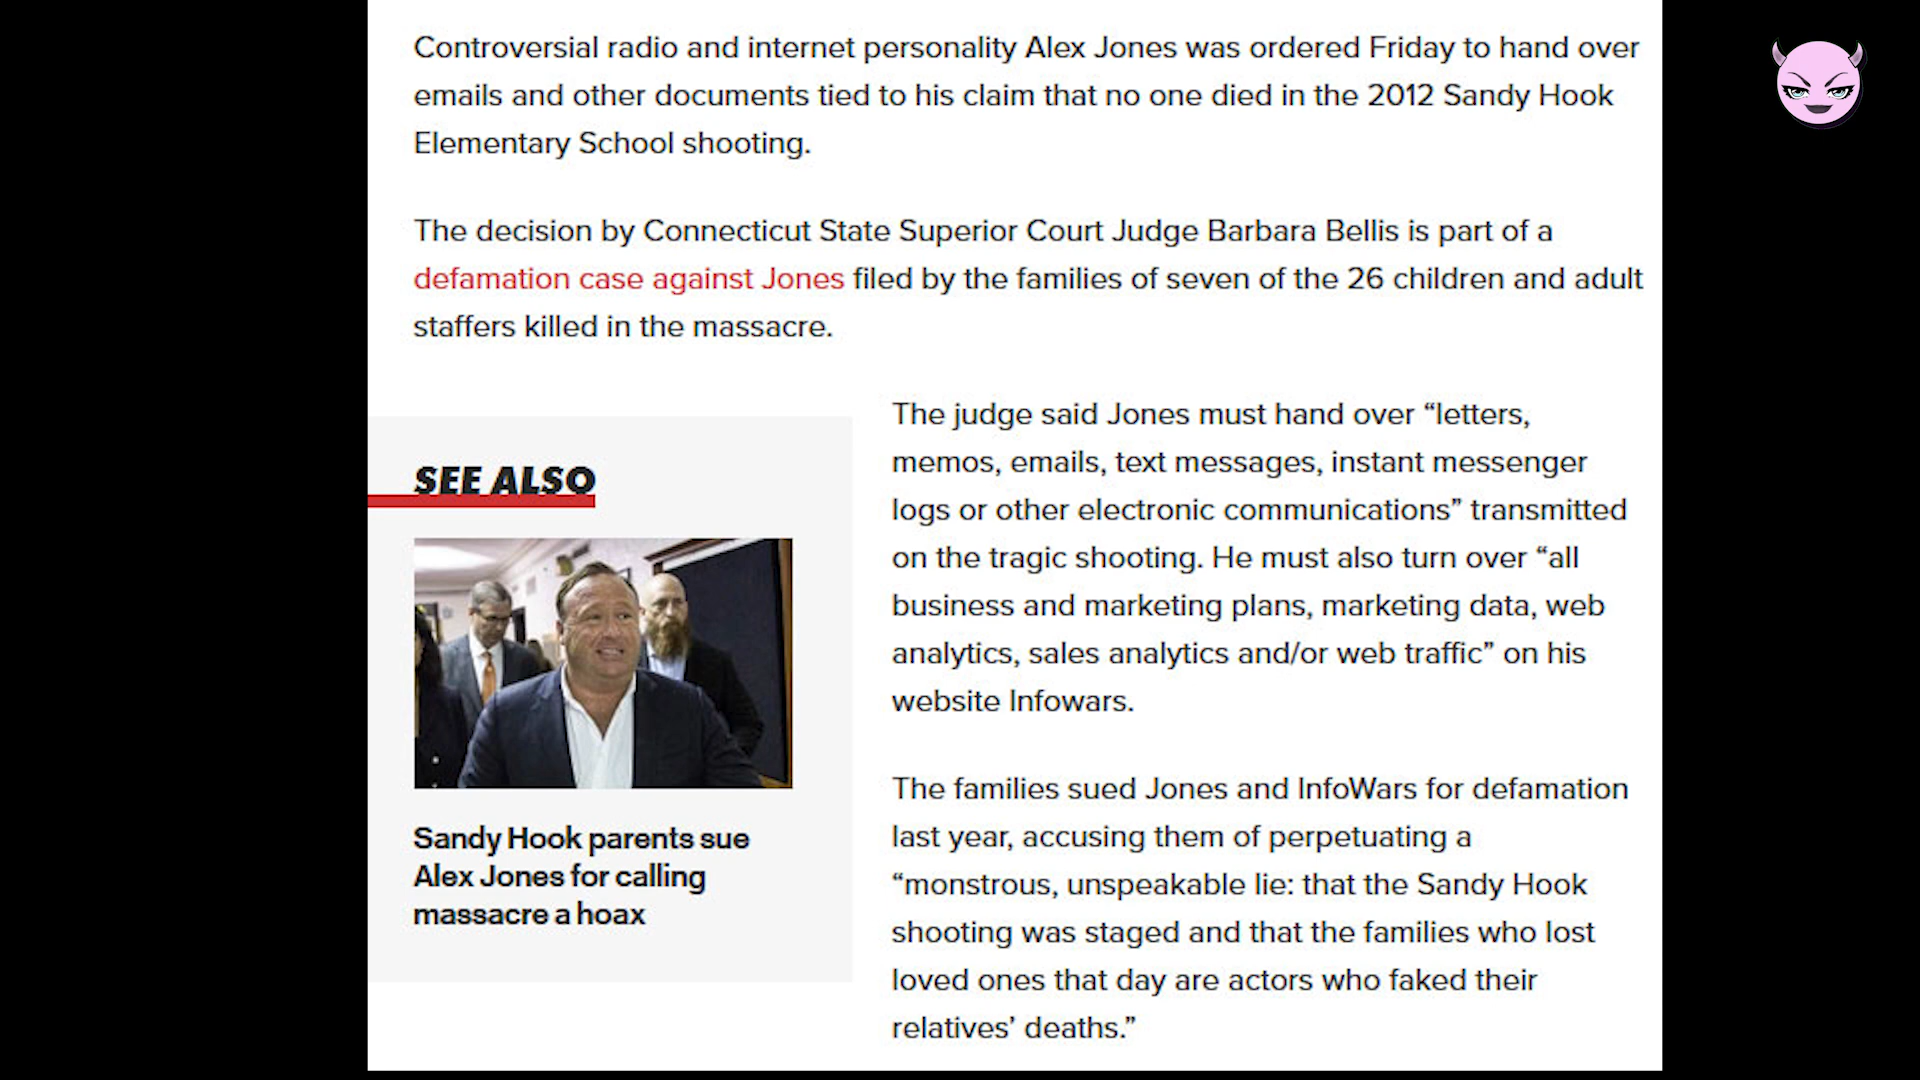 Controversial radio and internet personality Alex Jones was ordered Friday to hand over
emails and other documents tied to his claim that no one died in the 2012 Sandy Hook
Elementary School shooting.
The decision by Connecticut State Superior Court Judge Barbara Bellis is part of a
defamation case against Jones filed by the families of seven of the 26 children and adult
staffers killed in the massacre.
SEE ALSO
Sandy Hook parents sue
Alex Jones for calling
massacre a hoax
The judge said Jones must hand over “letters,
memos, emails, text messages, instant messenger
logs or other electronic communications” transmitted
on the tragic shooting. He must also turn over “all
business and marketing plans, marketing data, web
analytics, sales analytics and/or web traffic” on his
website Infowars.
The families sued Jones and InfoWars for defamation
last year, accusing them of perpetuating a
“monstrous, unspeakable lie: that the Sandy Hook
shooting was staged and that the families who lost
loved ones that day are actors who faked their
relatives’ deaths.”